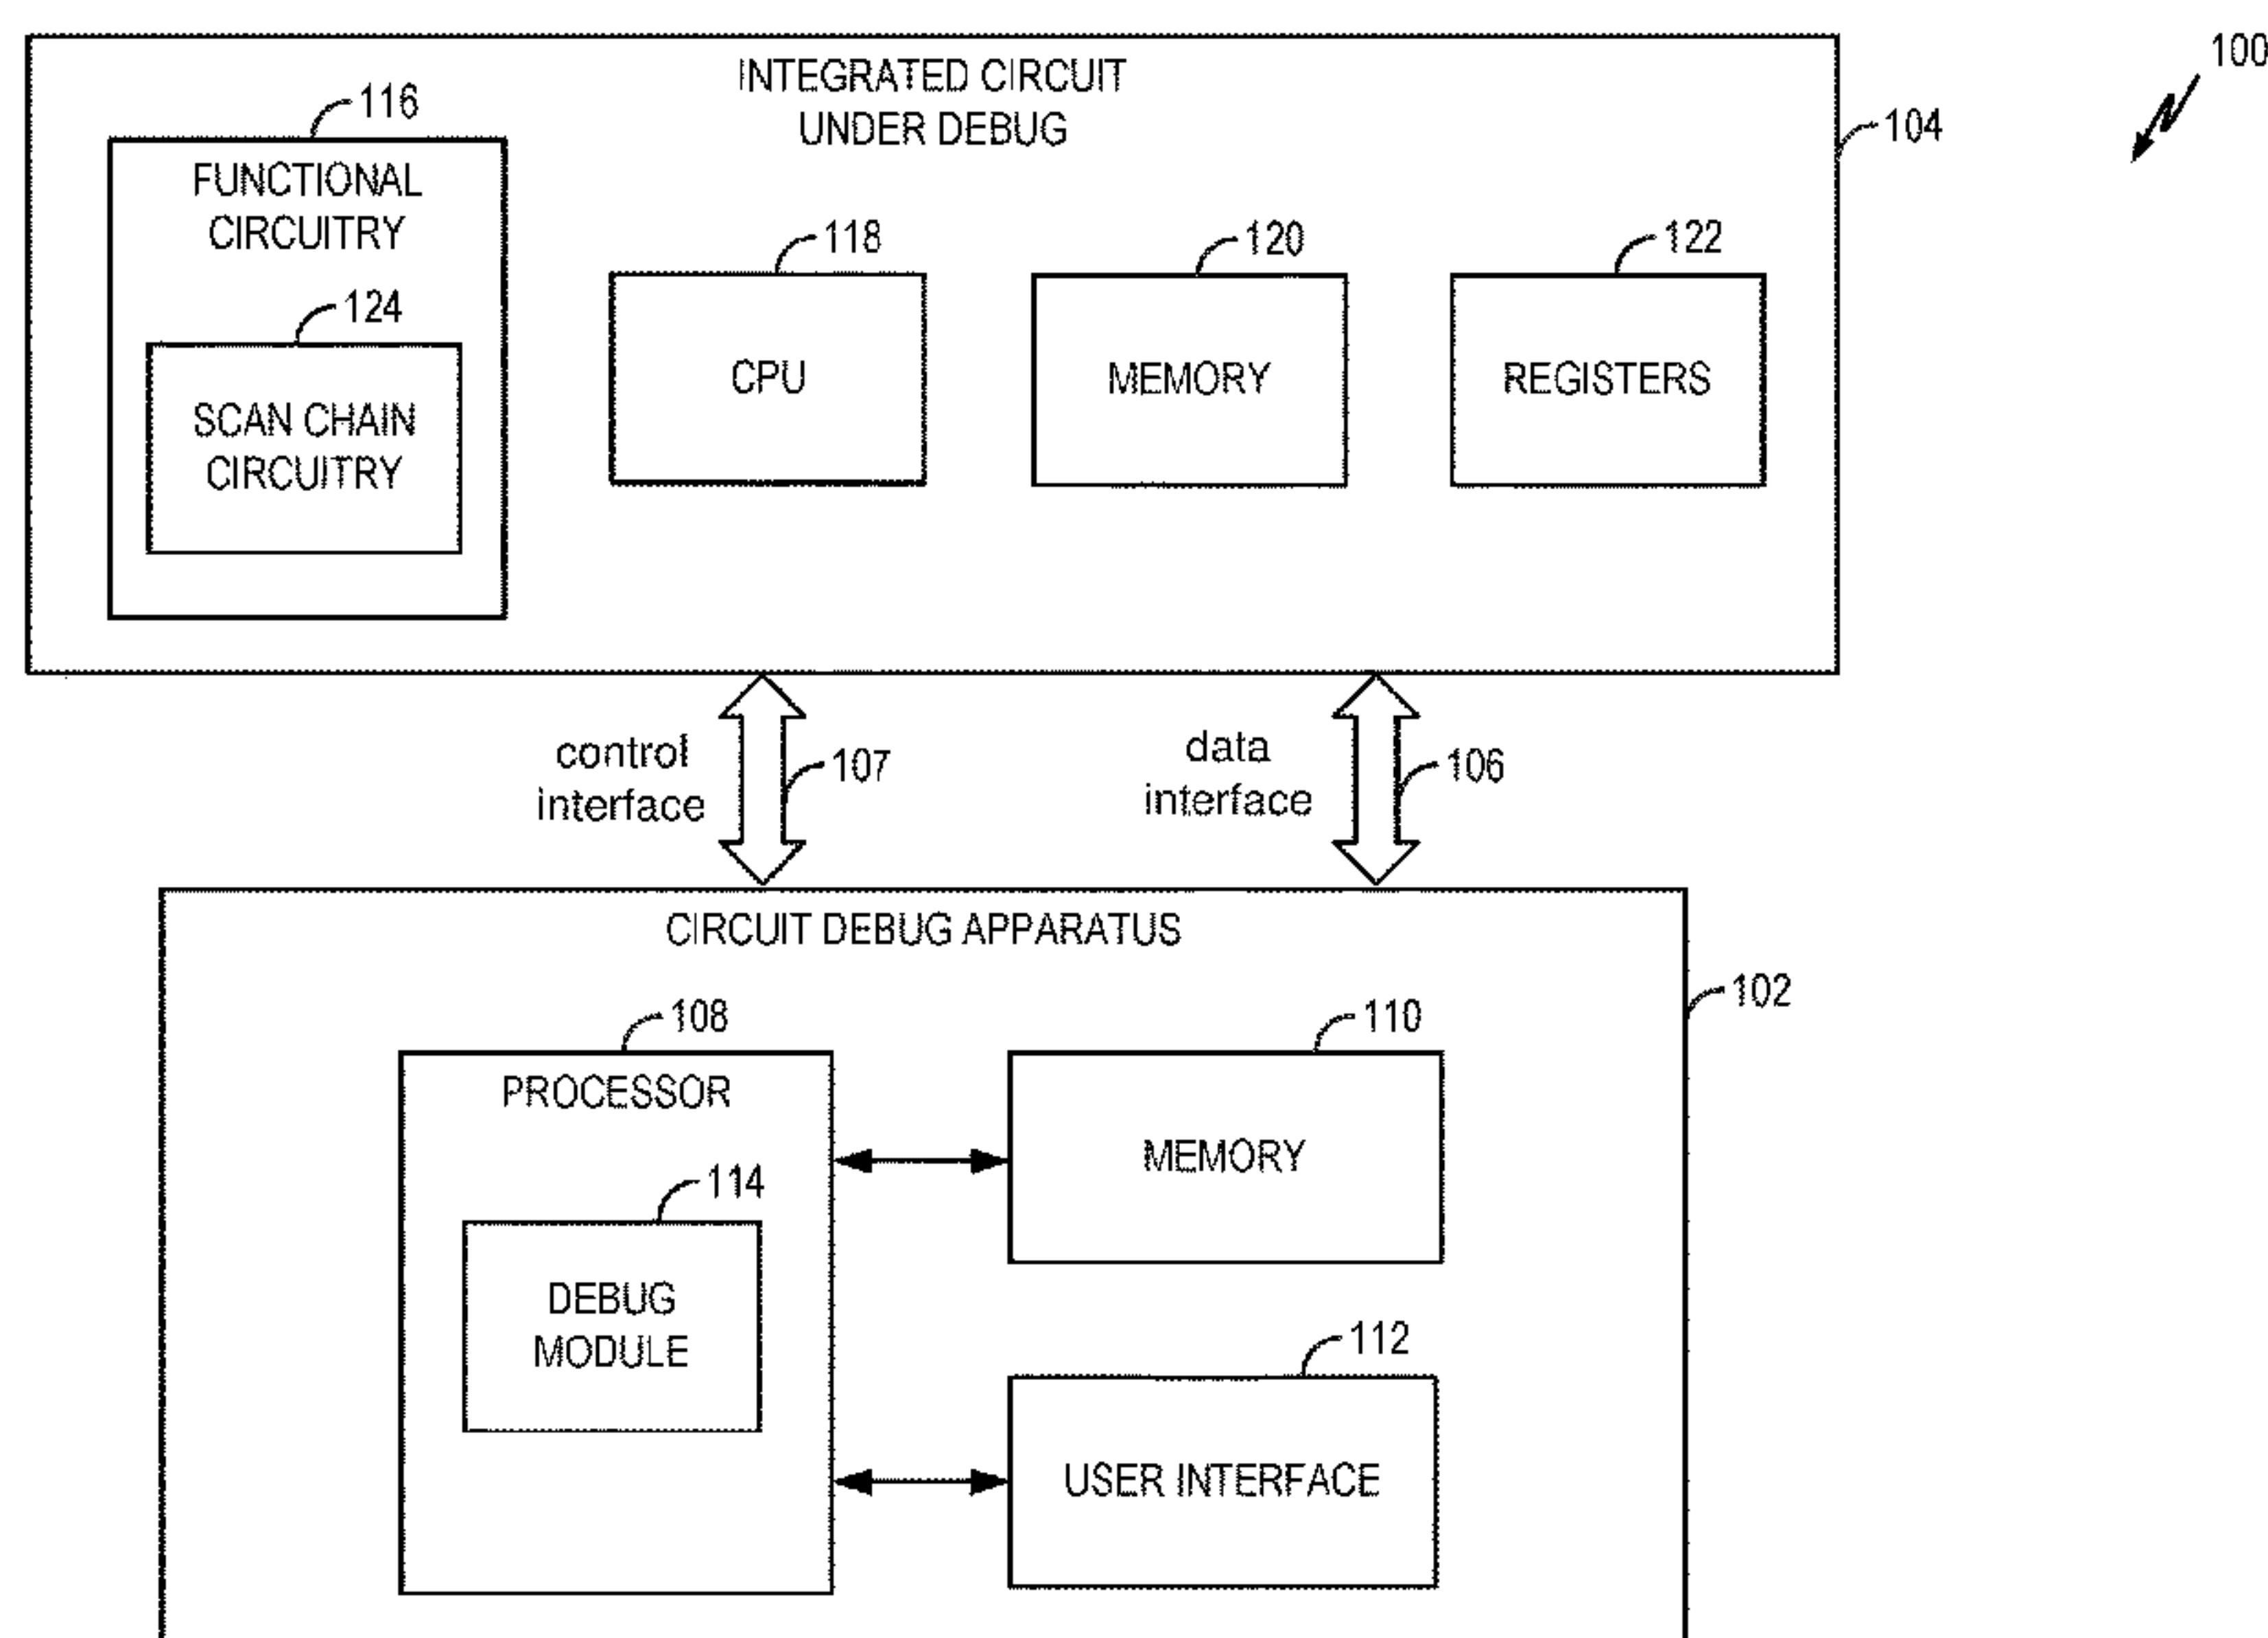 100
INTEGRATED CIRCUIT
UNDER DEBUG
104
116
FUNCTIONAL
CIRCUITRY
124
SCAN CHAIN
CIRCUITRY
118
CPU
120
MEMORY
122
REGISTERS
control
interface
107
data
interface
106
CIRCUIT DEBUG APPARATUS
102
108
PROCESSOR
114
DEBUG
MODULE
110
MEMORY
112
USER INTERFACE